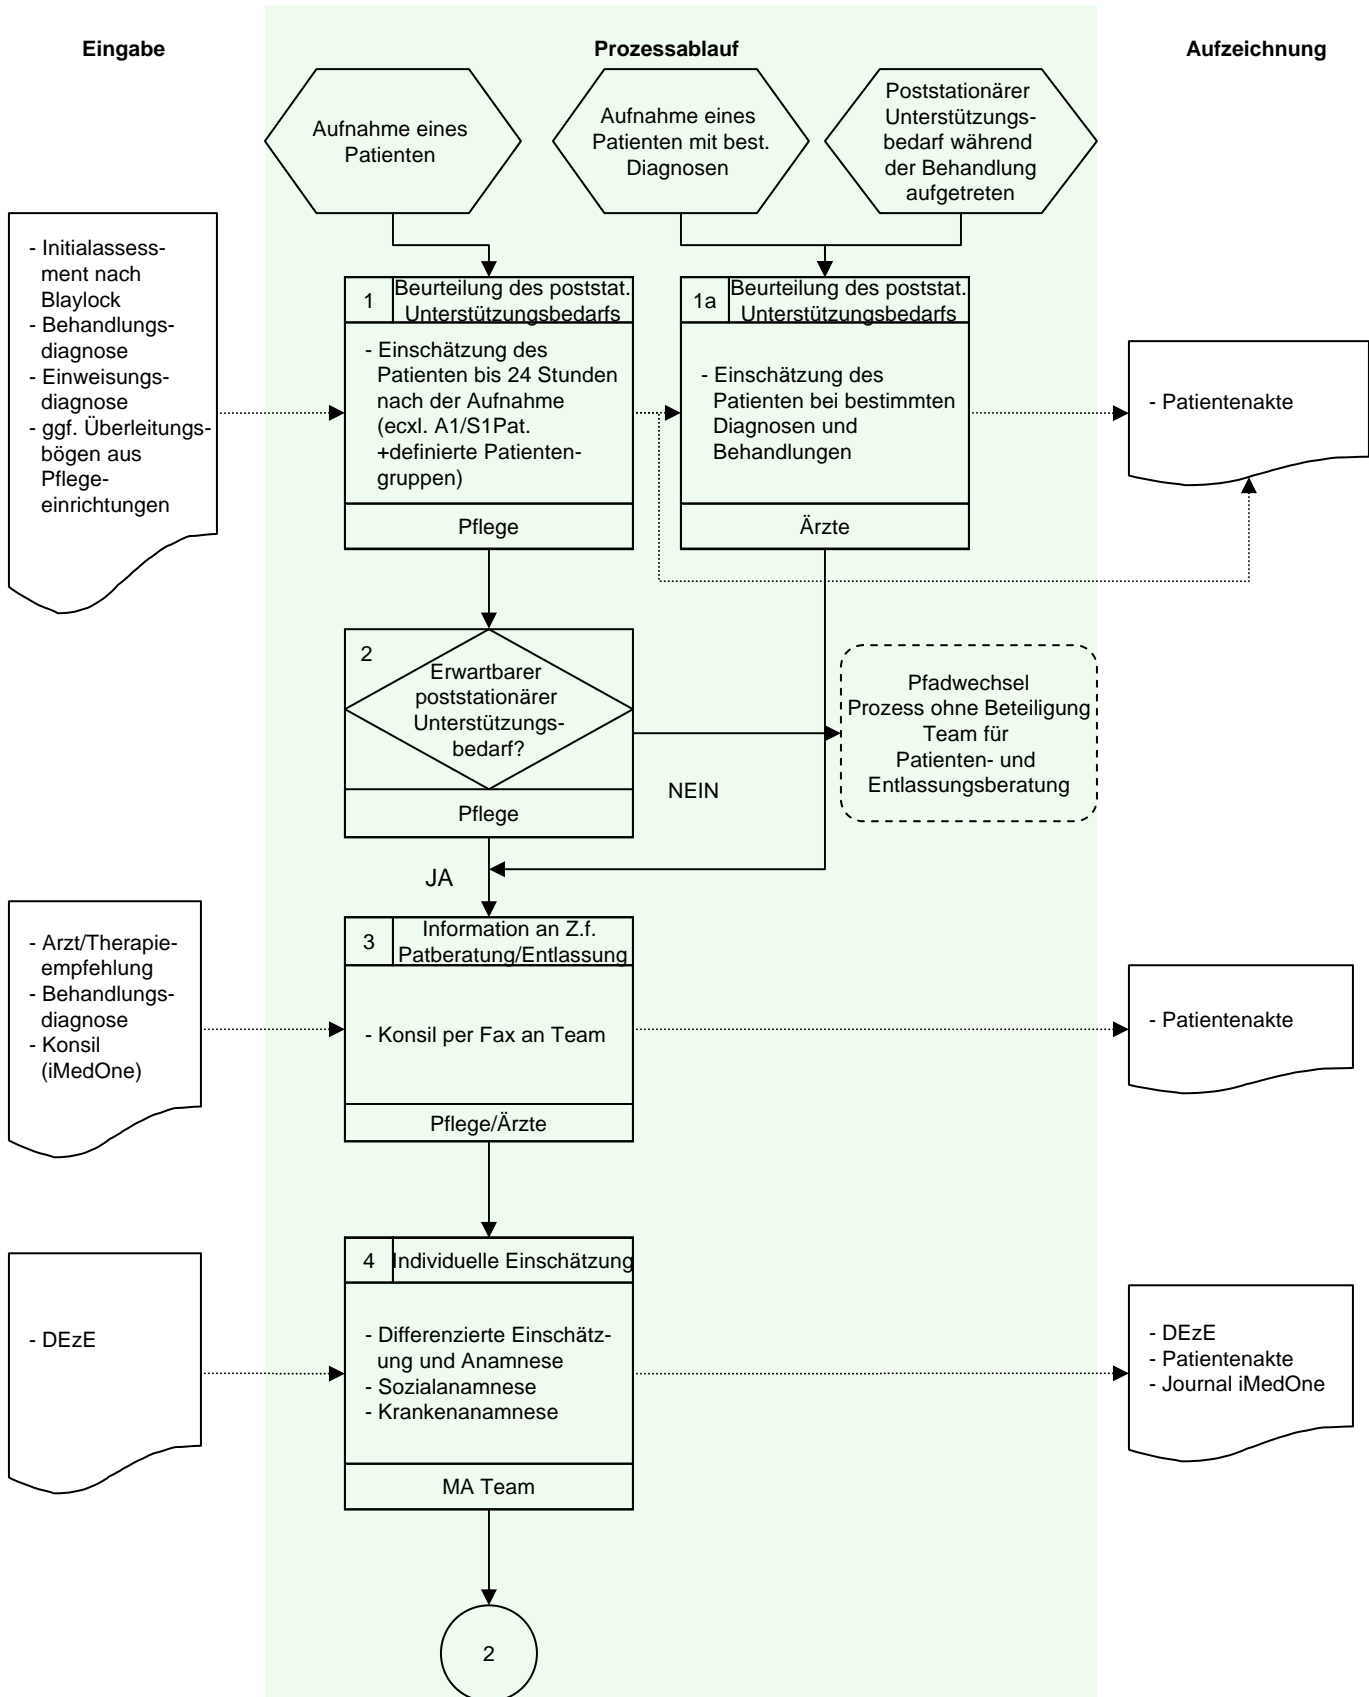 Eingabe
Prozessablauf
Aufzeichnung
Aufnahme eines
Patienten
Aufnahme eines
Patienten mit best.
Diagnosen
Poststationärer
Unterstützungs-
bedarf während
der Behandlung
aufgetreten
- Initialassess-
ment nach
Blaylock
- Behandlungs-
diagnose
- Einweisungs-
diagnose
- ggf. Überleitungs-
bögen aus
Pflege-
einrichtungen
1
Beurteilung des poststat.
Unterstützungsbedarfs
- Einschätzung des
Patienten bis 24 Stunden
nach der Aufnahme
(ecxl. A1/S1Pat.
+definierte Patienten-
gruppen)
Pflege
1a
Beurteilung des poststat.
Unterstützungsbedarfs
- Einschätzung des
Patienten bei bestimmten
Diagnosen und
Behandlungen
Ärzte
- Patientenakte
2
Erwartbarer
poststationärer
Unterstützungs-
bedarf?
Pflege
NEIN
Pfadwechsel
Prozess ohne Beteiligung
Team für
Patienten- und
Entlassungsberatung
JA
- Arzt/Therapie-
empfehlung
- Behandlungs-
diagnose
- Konsil
(iMedOne)
3
Information an Z.f.
Patberatung/Entlassung
- Konsil per Fax an Team
Pflege/Ärzte
- Patientenakte
- DEzE
4
Individuelle Einschätzung
- Differenzierte Einschätz-
ung und Anamnese
- Sozialanamnese
- Krankenanamnese
MA Team
- DEzE
- Patientenakte
- Journal iMedOne
2